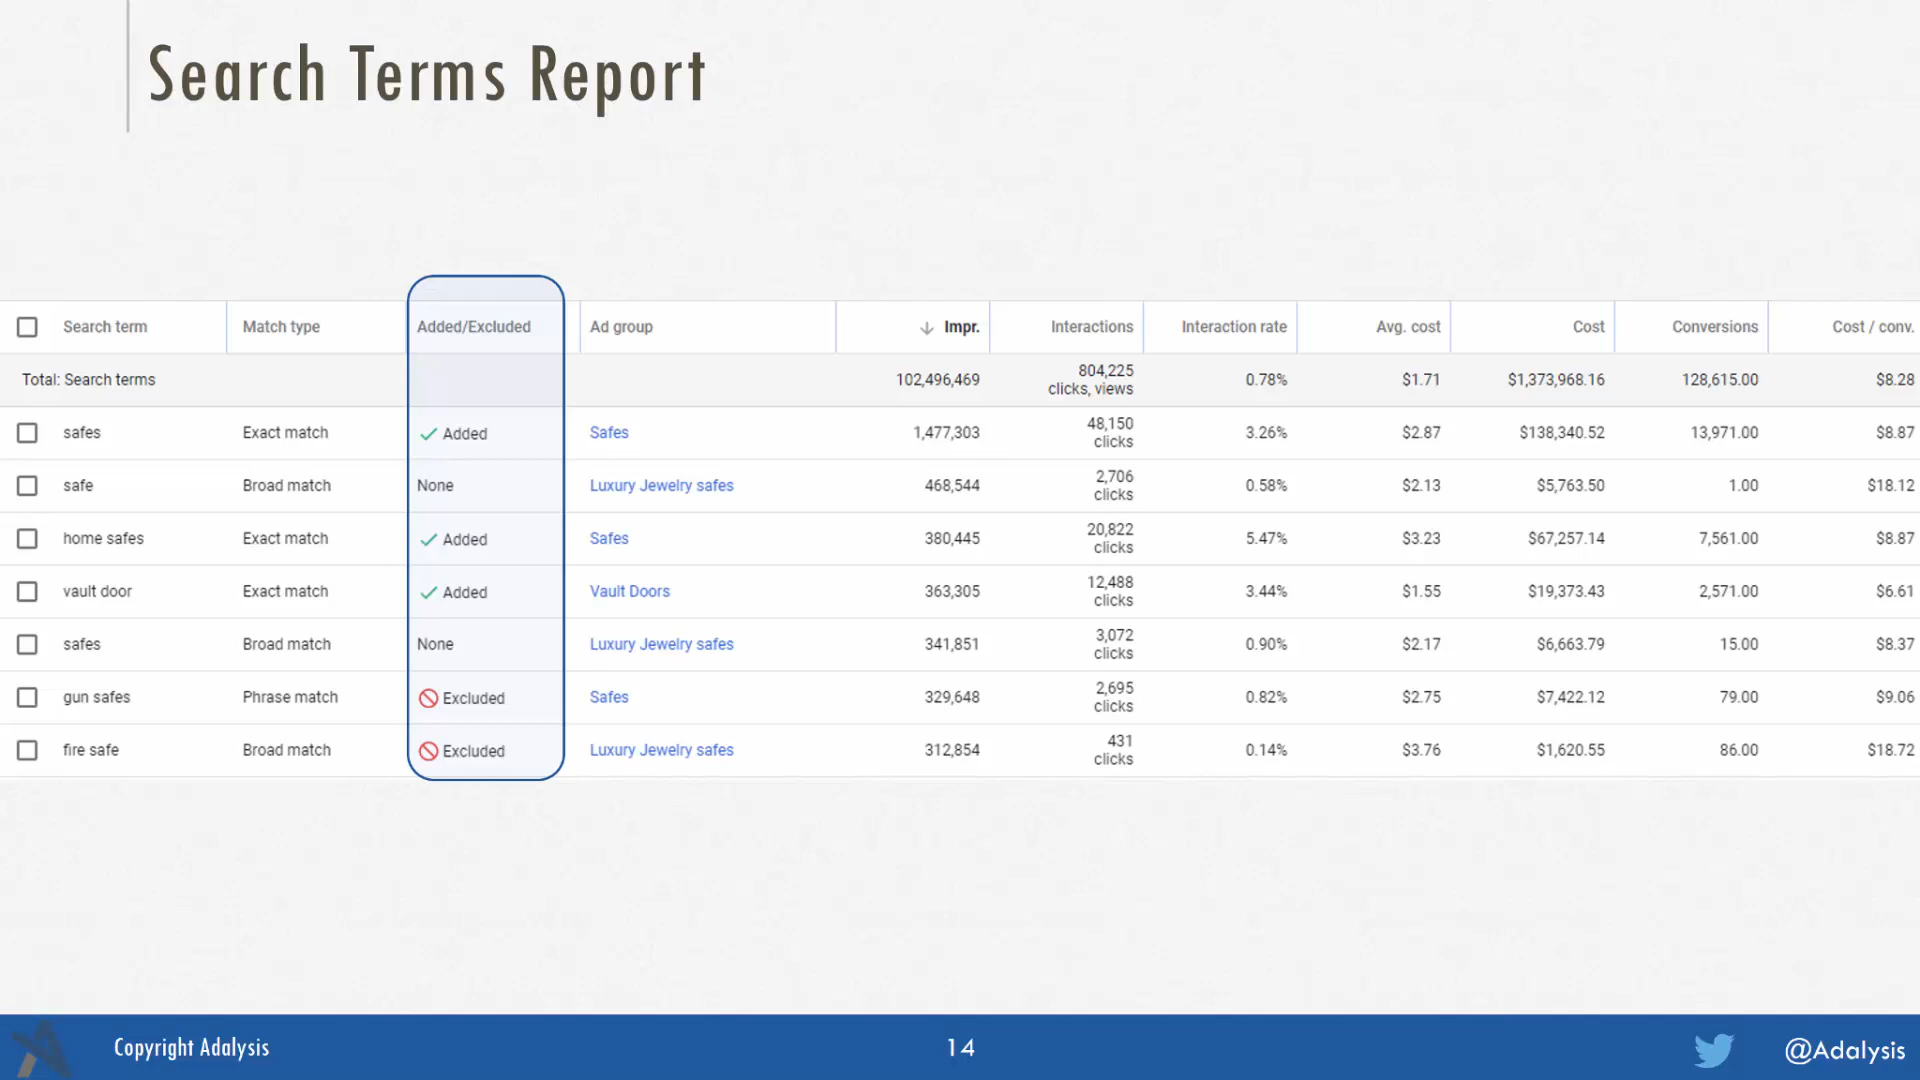 Search Terms Report
Search term Match type Added/Excluded Ad group Impr. Interactions Interaction rate Avg. cost Cost Conversions Cost / conv.
Total: Search terms 102,496,469 804,225 clicks, views 0.78% $1.71 $1,373,968.16 128,615.00 $8.28
safes Exact match Added Safes 1,477,303 48,150 clicks 3.26% $2.87 $138,340.52 13,971.00 $8.87
safe Broad match None Luxury Jewelry safes 468,544 2,706 clicks 0.58% $2.13 $5,763.50 1.00 $18.12
home safes Exact match Added Safes 380,445 20,822 clicks 5.47% $3.23 $67,257.14 7,561.00 $8.87
vault door Exact match Added Vault Doors 363,305 12,488 clicks 3.44% $1.55 $19,373.43 2,571.00 $6.61
safes Broad match None Luxury Jewelry safes 341,851 3,072 clicks 0.90% $2.17 $6,663.79 15.00 $8.37
gun safes Phrase match Excluded Safes 329,648 2,695 clicks 0.82% $2.75 $7,422.12 79.00 $9.06
fire safe Broad match Excluded Luxury Jewelry safes 312,854 431 clicks 0.14% $3.76 $1,620.55 86.00 $18.72
Copyright Adalysis 14 @Adalysis